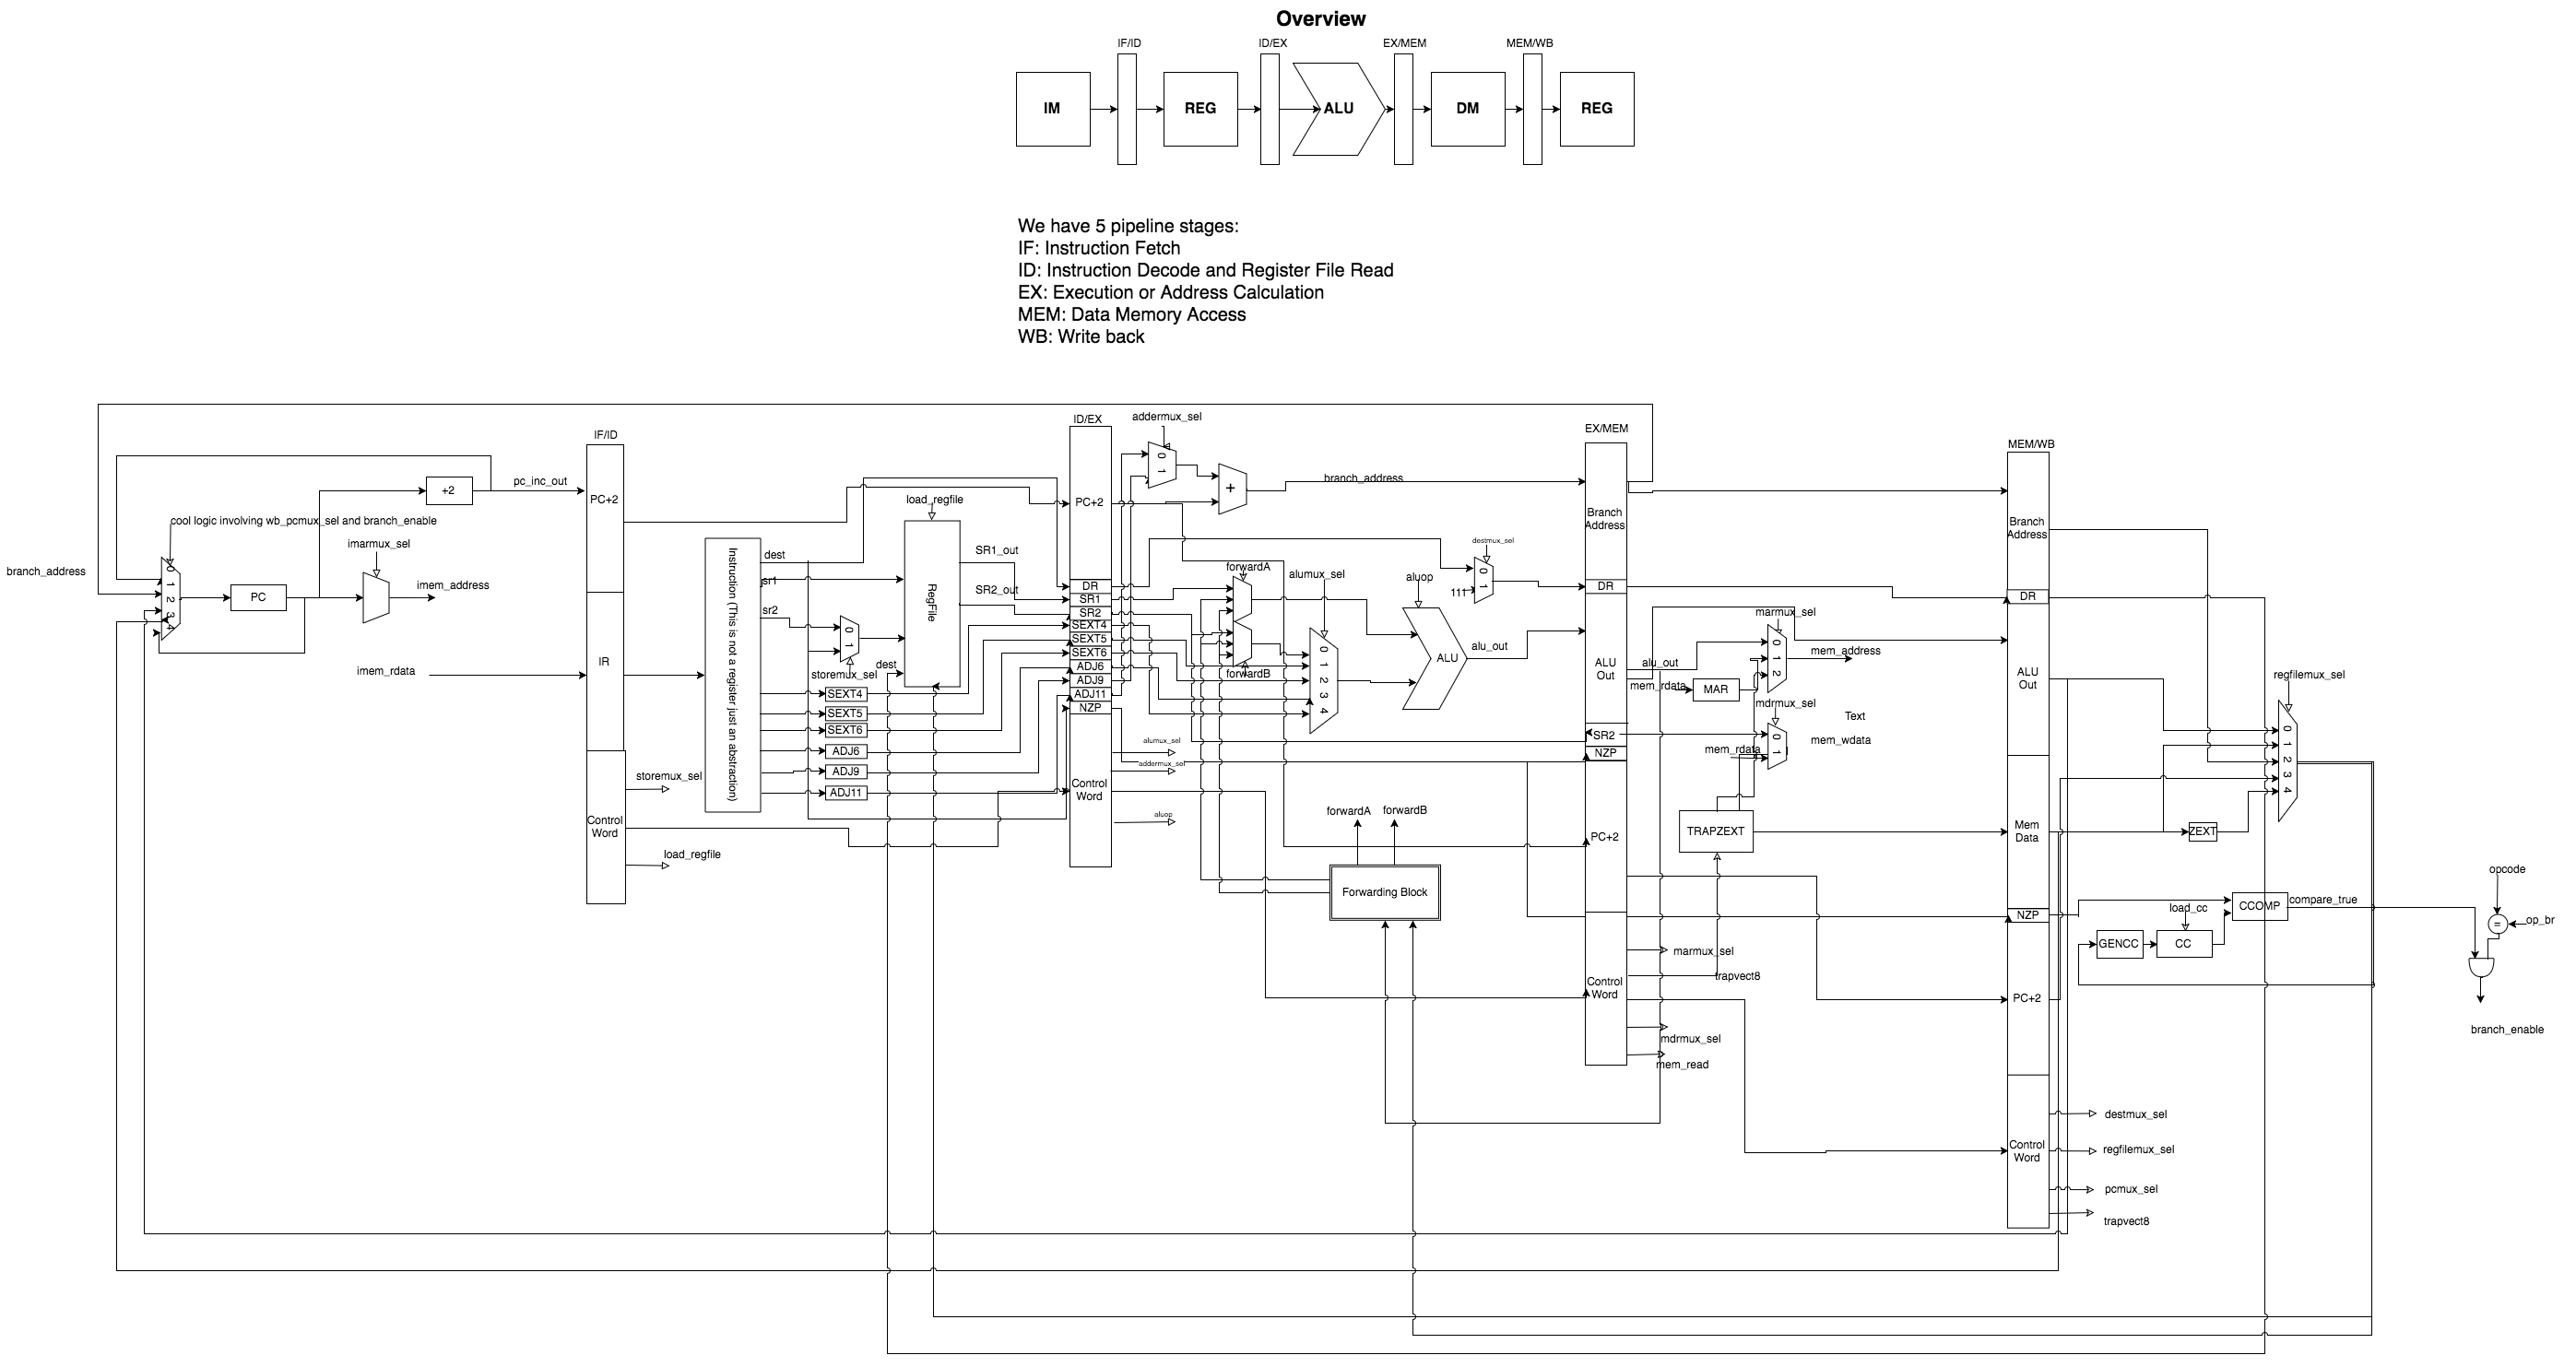 Overview
IF/ID
ID/EX
EX/MEM
MEM/WB
IM
REG
ALU
DM
REG
We have 5 pipeline stages:
IF: Instruction Fetch
ID: Instruction Decode and Register File Read
EX: Execution or Address Calculation
MEM: Data Memory Access
WB: Write back
branch_address
cool logic involving wb_pcmux_sel and branch_enable
0
1
2
3
4
PC
+2
pc_inc_out
imarmux_sel
imem_address
imem_rdata
IF/ID
PC+2
IR
Control
Word
storemux_sel
load_regfile
Instruction (This is not a register just an abstraction)
dest
sr1
sr2
0
1
storemux_sel
dest
load_regfile
RegFile
SR1_out
SR2_out
SEXT4
SEXT5
SEXT6
ADJ6
ADJ9
ADJ11
ID/EX
PC+2
DR
SR1
SR2
SEXT4
SEXT5
SEXT6
ADJ6
ADJ9
ADJ11
NZP
Control
Word
addermux_sel
0
1
+
branch_address
alumux_sel
addermux_sel
aluop
forwardA
forwardB
alumux_sel
0
1
2
3
4
aluop
ALU
alu_out
destmux_sel
0
1
111
forwardA
forwardB
Forwarding Block
EX/MEM
Branch
Address
DR
ALU
Out
SR2
NZP
PC+2
Control
Word
alu_out
mem_rdata
MAR
marmux_sel
0
1
2
mem_address
mdrmux_sel
0
1
Text
mem_wdata
mem_rdata
TRAPZEXT
marmux_sel
trapvect8
mdrmux_sel
mem_read
MEM/WB
Branch
Address
DR
ALU
Out
Mem
Data
NZP
PC+2
Control
Word
destmux_sel
regfilemux_sel
pcmux_sel
trapvect8
regfilemux_sel
0
1
2
3
4
ZEXT
load_cc
GENCC
CC
CCOMP
compare_true
opcode
=
op_br
branch_enable